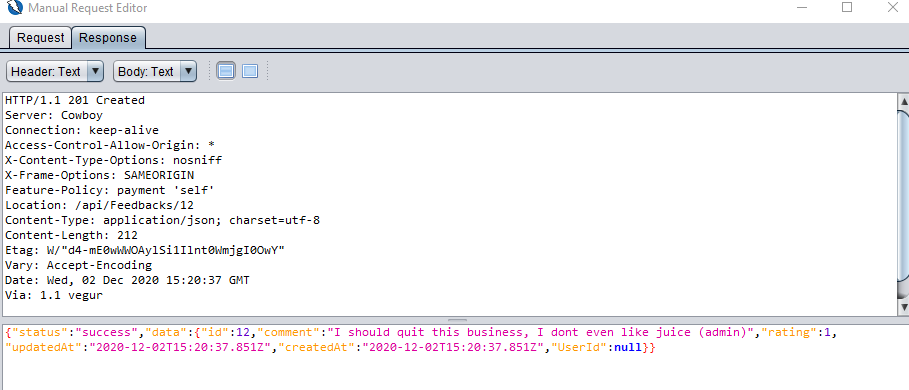 Manual Request Editor
Request Response
Header: Text Body: Text
HTTP/1.1 201 Created
Server: Cowboy
Connection: keep-alive
Access-Control-Allow-Origin: *
X-Content-Type-Options: nosniff
X-Frame-Options: SAMEORIGIN
Feature-Policy: payment 'self'
Location: /api/Feedbacks/12
Content-Type: application/json; charset=utf-8
Content-Length: 212
Etag: W/"d4-mE0wWWOAylSi1Ilnt0WmjgI0OwY"
Vary: Accept-Encoding
Date: Wed, 02 Dec 2020 15:20:37 GMT
Via: 1.1 vegur
{"status":"success","data":{"id":12,"comment":"I should quit this business, I dont even like juice (admin)","rating":1,
"updatedAt":"2020-12-02T15:20:37.851Z","createdAt":"2020-12-02T15:20:37.851Z","UserId":null}}